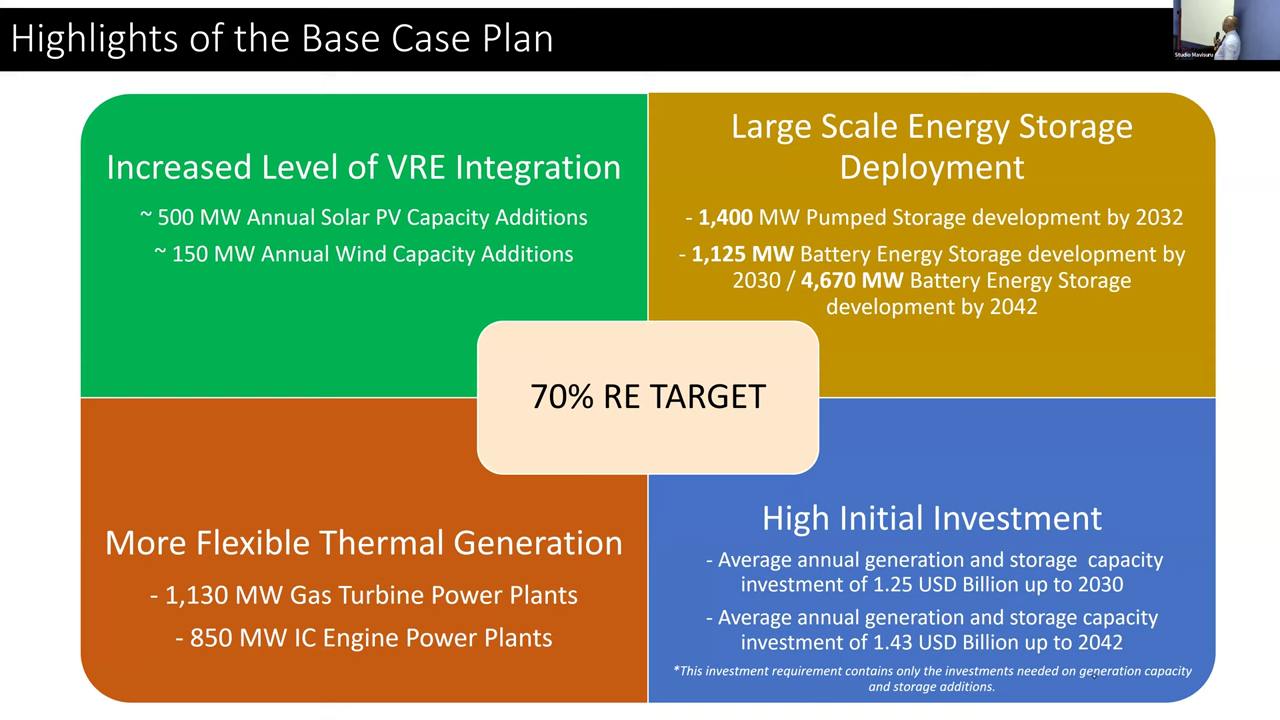 Highlights of the Base Case Plan
Studio Mavisuru
Increased Level of VRE Integration
~ 500 MW Annual Solar PV Capacity Additions
~ 150 MW Annual Wind Capacity Additions
Large Scale Energy Storage
Deployment
- 1,400 MW Pumped Storage development by 2032
- 1,125 MW Battery Energy Storage development by
2030 / 4,670 MW Battery Energy Storage
development by 2042
70% RE TARGET
More Flexible Thermal Generation
- 1,130 MW Gas Turbine Power Plants
- 850 MW IC Engine Power Plants
High Initial Investment
- Average annual generation and storage capacity
investment of 1.25 USD Billion up to 2030
- Average annual generation and storage capacity
investment of 1.43 USD Billion up to 2042
*This investment requirement contains only the investments needed on generation capacity
and storage additions.